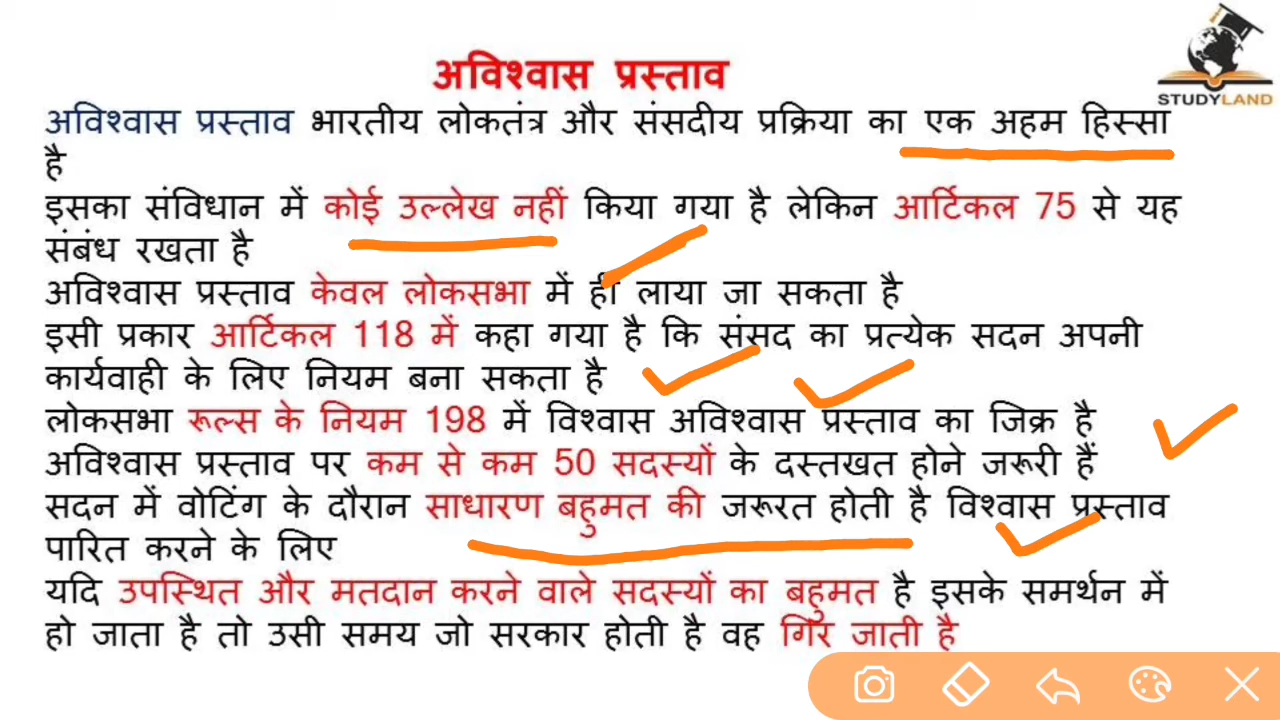 अविश्वास प्रस्ताव
STUDYLAND
अविश्वास प्रस्ताव भारतीय लोकतंत्र और संसदीय प्रक्रिया का एक अहम हिस्सा
है
इसका संविधान में कोई उल्लेख नहीं किया गया है लेकिन आर्टिकल 75 से यह
संबंध रखता है
अविश्वास प्रस्ताव केवल लोकसभा में ही लाया जा सकता है
इसी प्रकार आर्टिकल 118 में कहा गया है कि संसद का प्रत्येक सदन अपनी
कार्यवाही के लिए नियम बना सकता है
लोकसभा रूल्स के नियम 198 में विश्वास अविश्वास प्रस्ताव का जिक्र है
अविश्वास प्रस्ताव पर कम से कम 50 सदस्यों के दस्तखत होने जरूरी हैं
सदन में वोटिंग के दौरान साधारण बहुमत की जरूरत होती है विश्वास प्रस्ताव
पारित करने के लिए
यदि उपस्थित और मतदान करने वाले सदस्यों का बहुमत है इसके समर्थन में
हो जाता है तो उसी समय जो सरकार होती है वह गिर जाती है